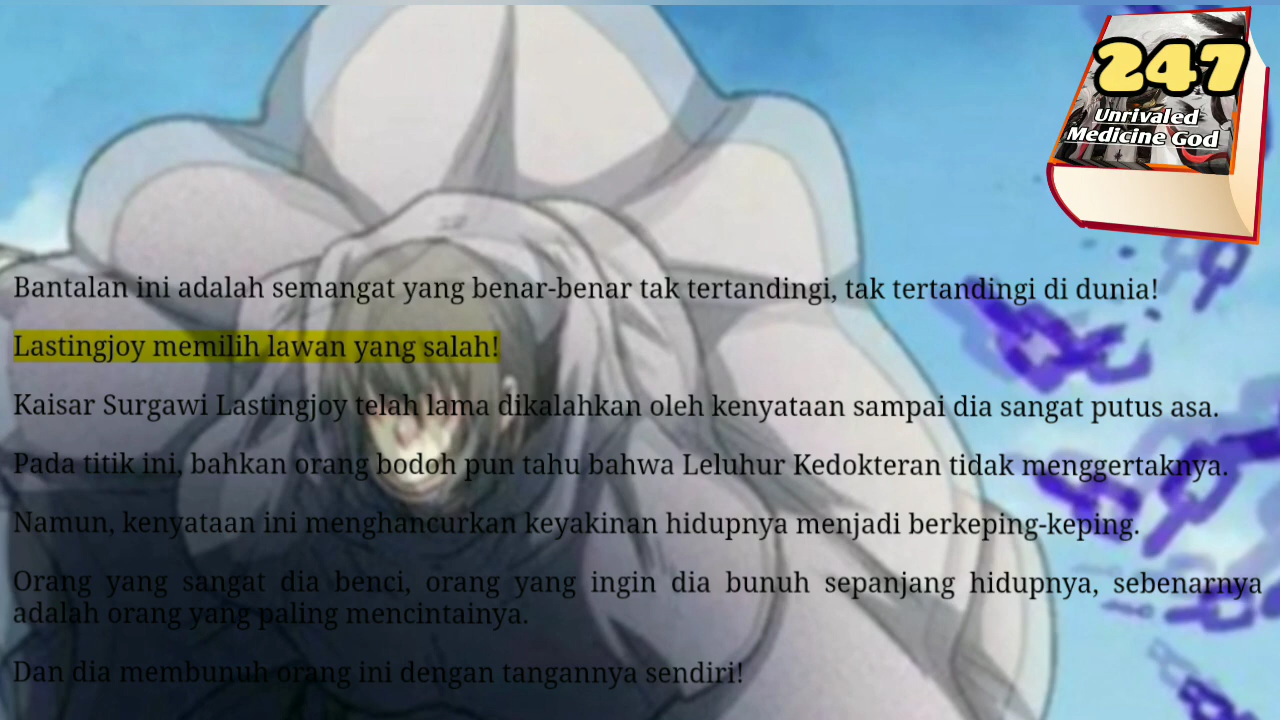 247
Unrivaled
Medicine God
Bantalan ini adalah semangat yang benar-benar tak tertandingi, tak tertandingi di dunia!
Lastingjoy memilih lawan yang salah!
Kaisar Surgawi Lastingjoy telah lama dikalahkan oleh kenyataan sampai dia sangat putus asa.
Pada titik ini, bahkan orang bodoh pun tahu bahwa Leluhur Kedokteran tidak menggertaknya.
Namun, kenyataan ini menghancurkan keyakinan hidupnya menjadi berkeping-keping.
Orang yang sangat dia benci, orang yang ingin dia bunuh sepanjang hidupnya, sebenarnya
adalah orang yang paling mencintainya.
Dan dia membunuh orang ini dengan tangannya sendiri!